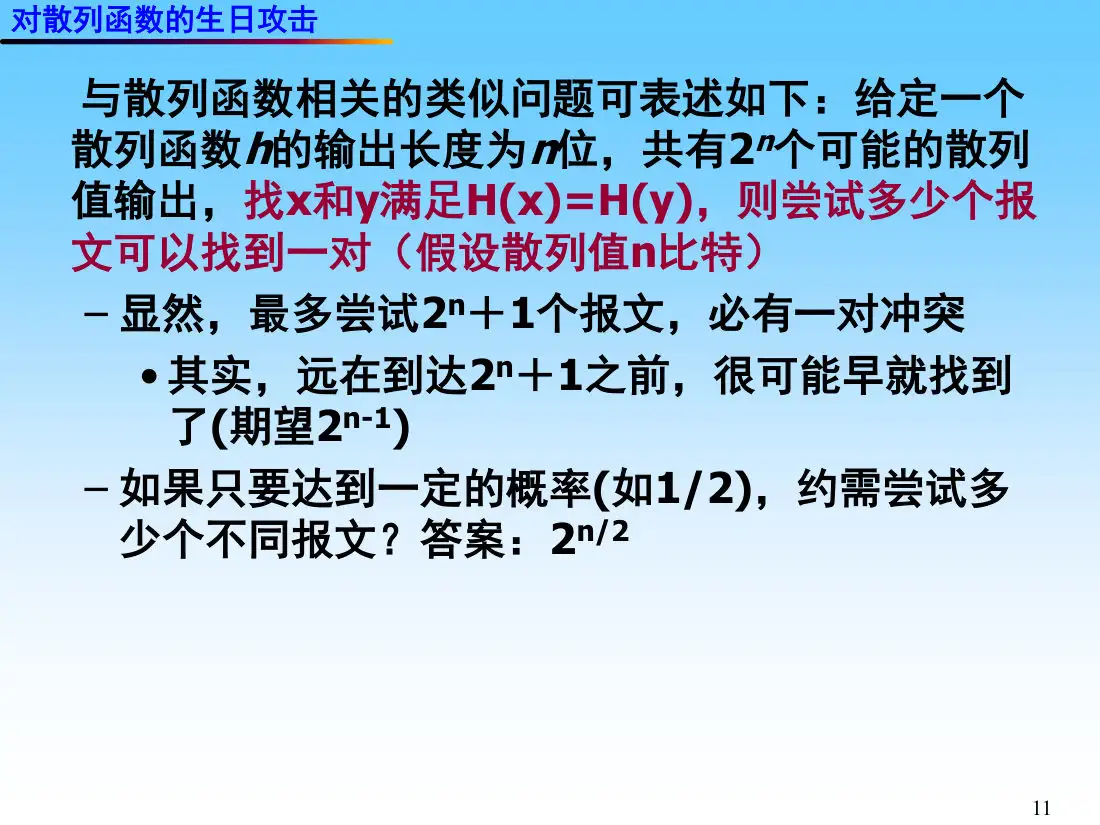 对散列函数的生日攻击
与散列函数相关的类似问题可表述如下：给定一个
散列函数h的输出长度为n位，共有2ⁿ个可能的散列
值输出，找x和y满足H(x)=H(y)，则尝试多少个报
文可以找到一对（假设散列值n比特）
– 显然，最多尝试2ⁿ＋1个报文，必有一对冲突
• 其实，远在到达2ⁿ＋1之前，很可能早就找到
了(期望2ⁿ⁻¹)
– 如果只要达到一定的概率(如1/2)，约需尝试多
少个不同报文？答案：2^n/2
11